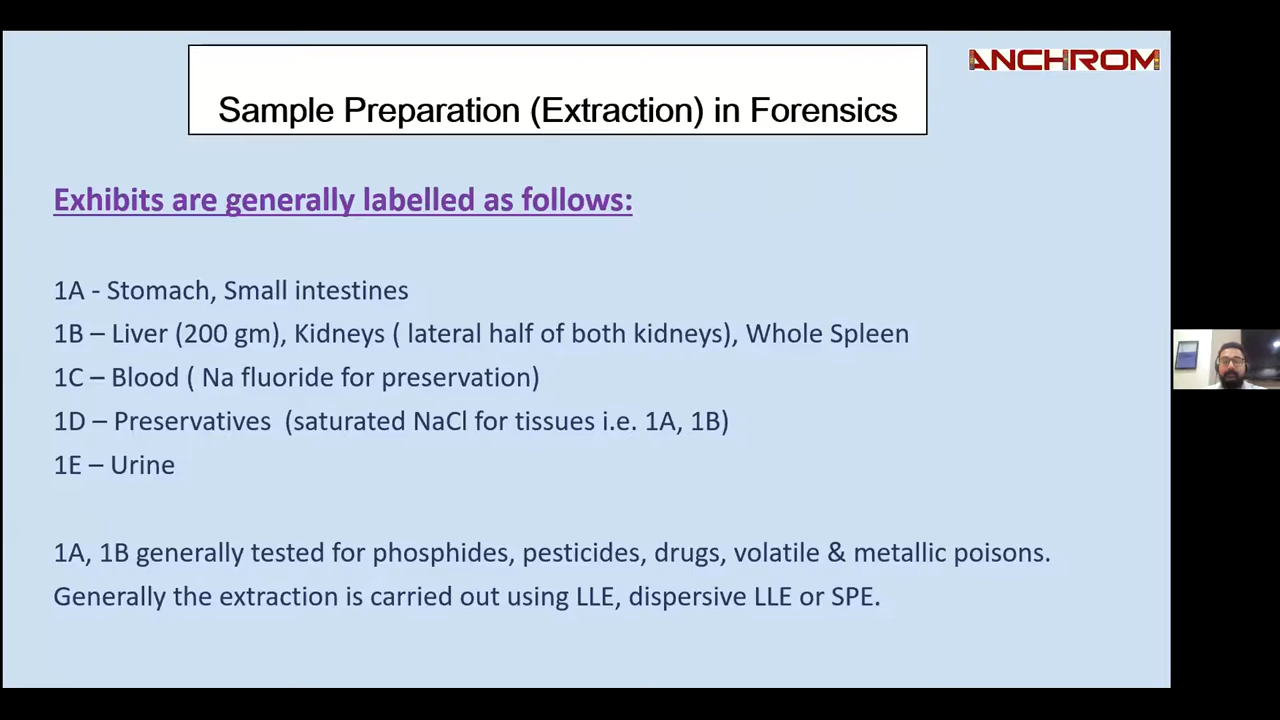 ANCHROM
Sample Preparation (Extraction) in Forensics
Exhibits are generally labelled as follows:
1A - Stomach, Small intestines
1B – Liver (200 gm), Kidneys ( lateral half of both kidneys), Whole Spleen
1C – Blood ( Na fluoride for preservation)
1D – Preservatives (saturated NaCl for tissues i.e. 1A, 1B)
1E – Urine
1A, 1B generally tested for phosphides, pesticides, drugs, volatile & metallic poisons.
Generally the extraction is carried out using LLE, dispersive LLE or SPE.